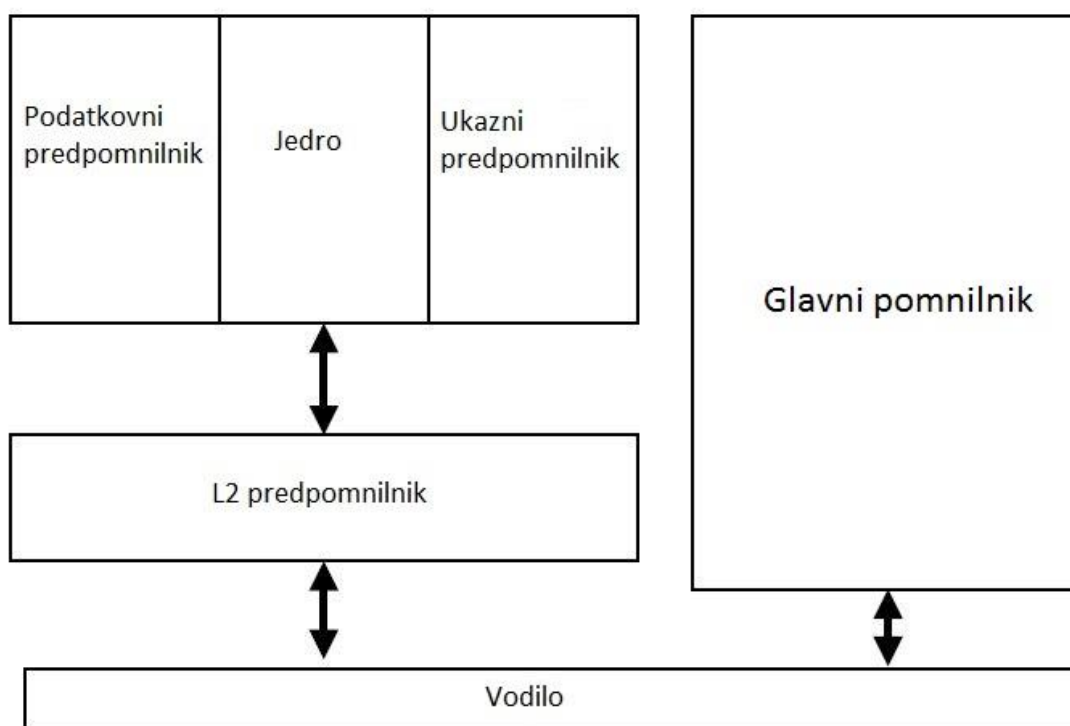 Podatkovni
predpomnilnik
Jedro
Ukazni
predpomnilnik
Glavni pomnilnik
L2 predpomnilnik
Vodilo